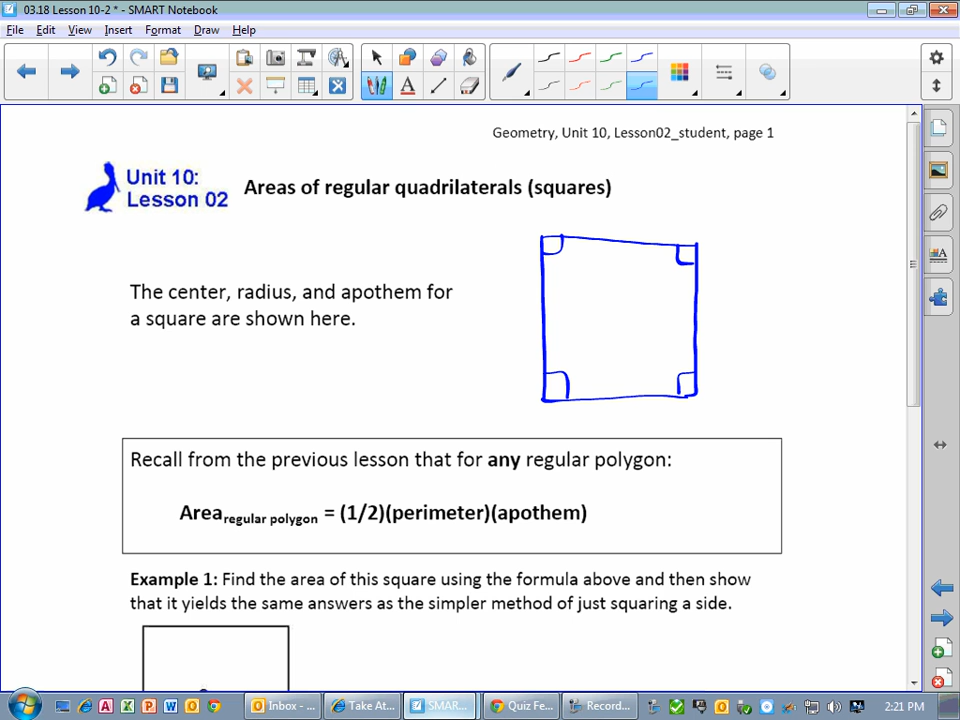 03.18 Lesson 10-2 * - SMART Notebook
File Edit View Insert Format Draw Help
Geometry, Unit 10, Lesson02_student, page 1
Unit 10:
Lesson 02
Areas of regular quadrilaterals (squares)
The center, radius, and apothem for
a square are shown here.
Recall from the previous lesson that for any regular polygon:
Area regular polygon = (1/2)(perimeter)(apothem)
Example 1: Find the area of this square using the formula above and then show
that it yields the same answers as the simpler method of just squaring a side.
Inbox - ... Take At... SMAR... Quiz Fe... Record... 2:21 PM